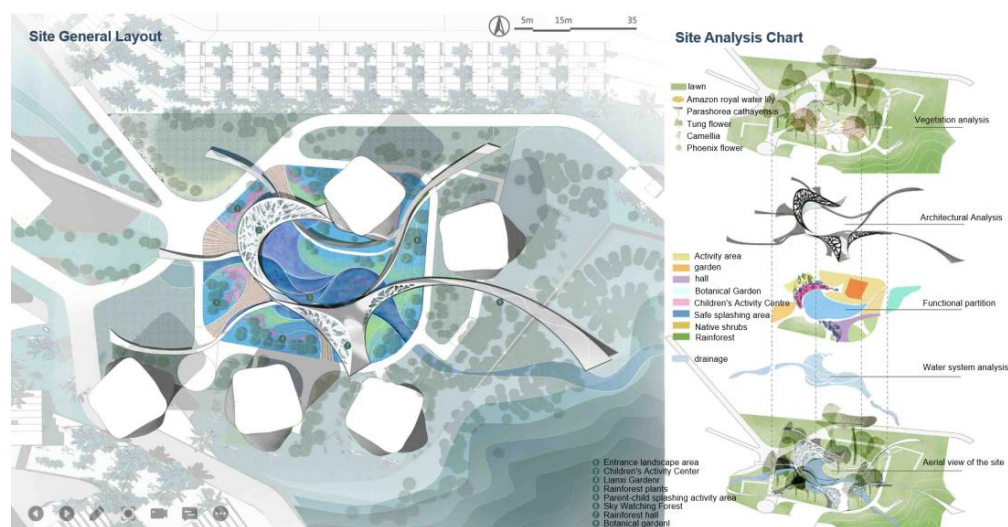 Site General Layout
5m 15m 35
Site Analysis Chart
lawn
Amazon royal water lily
Parashorea cathayensis
Tung flower
Camellia
Phoenix flower
Vegetation analysis
Architectural Analysis
Activity area
garden
hall
Botanical Garden
Children's Activity Centre
Safe splashing area
Native shrubs
Rainforest
Functional partition
drainage
Water system analysis
Aerial view of the site
Entrance landscape area
Children's Activity Center
Lianxi Gardenr
Rainforest plants
Parent-child splashing activity area
Sky Watching Forest
Rainforest hall
Botanical gardenl